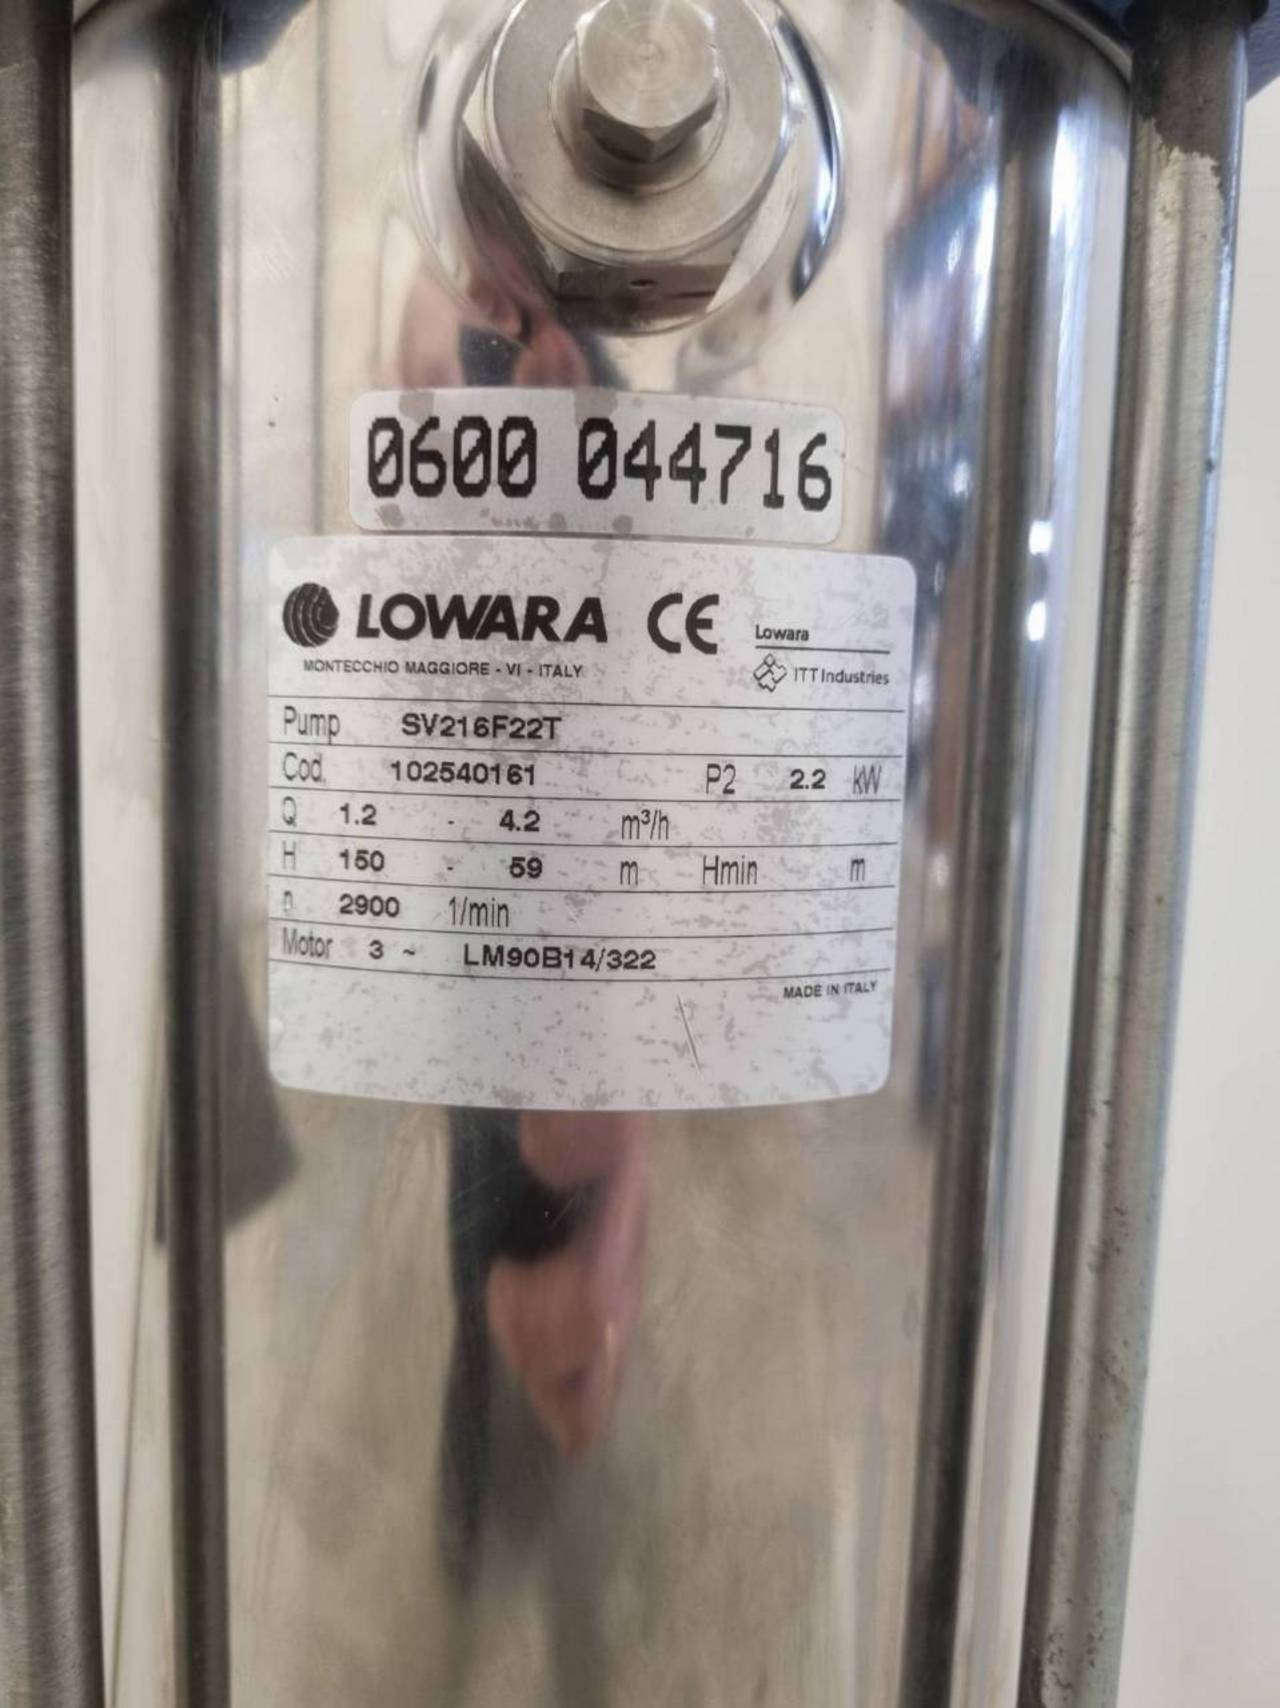 0600 044716
LOWARA CE
MONTECCHIO MAGGIORE - VI - ITALY
Lowara
ITT Industries
Pump SV216F22T
Cod. 102540161 P2 2.2 kW
Q 1.2 - 4.2 m³/h
H 150 - 59 m Hmin m
n 2900 1/min
Motor 3 ~ LM90B14/322
MADE IN ITALY